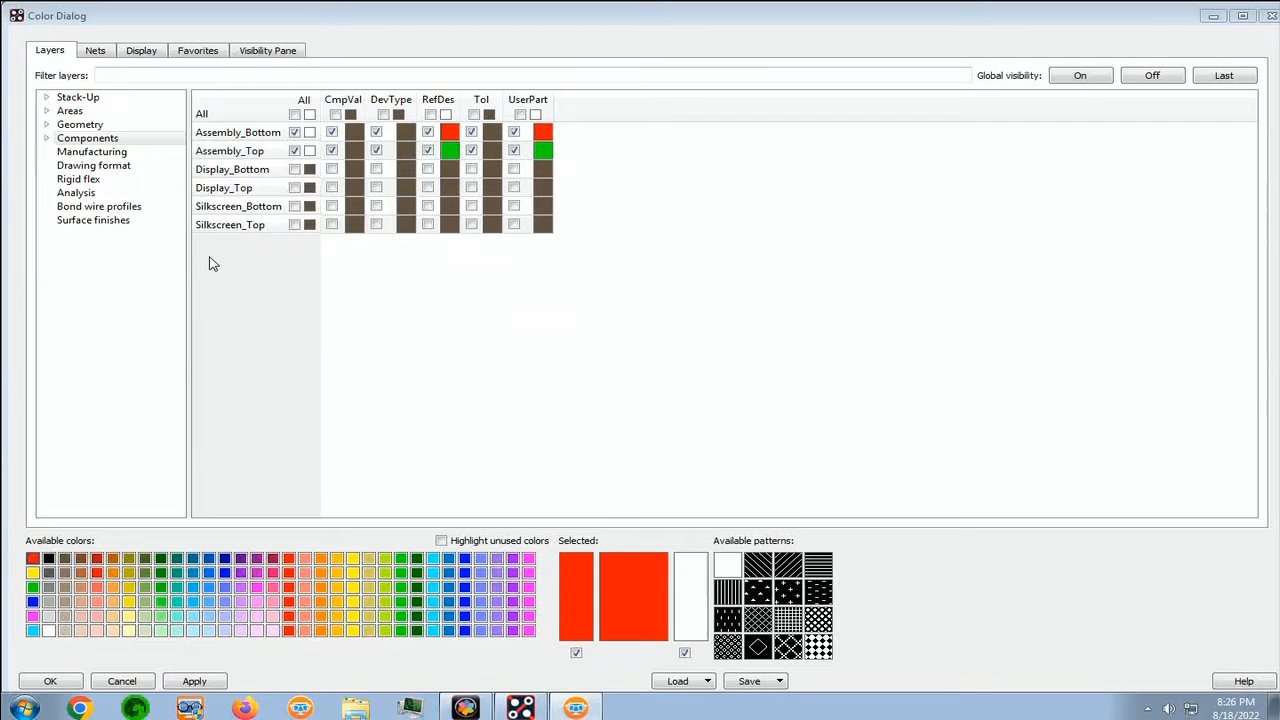 Color Dialog
Layers Nets Display Favorites Visibility Pane
Filter layers: Global visibility: On Off Last
Stack-Up
Areas
Geometry
Components
Manufacturing
Drawing format
Rigid flex
Analysis
Bond wire profiles
Surface finishes
All CmpVal DevType RefDes Tol UserPart
All
Assembly_Bottom
Assembly_Top
Display_Bottom
Display_Top
Silkscreen_Bottom
Silkscreen_Top
Available colors: Highlight unused colors Selected: Available patterns:
OK Cancel Apply Load Save Help
8:26 PM
8/18/2022